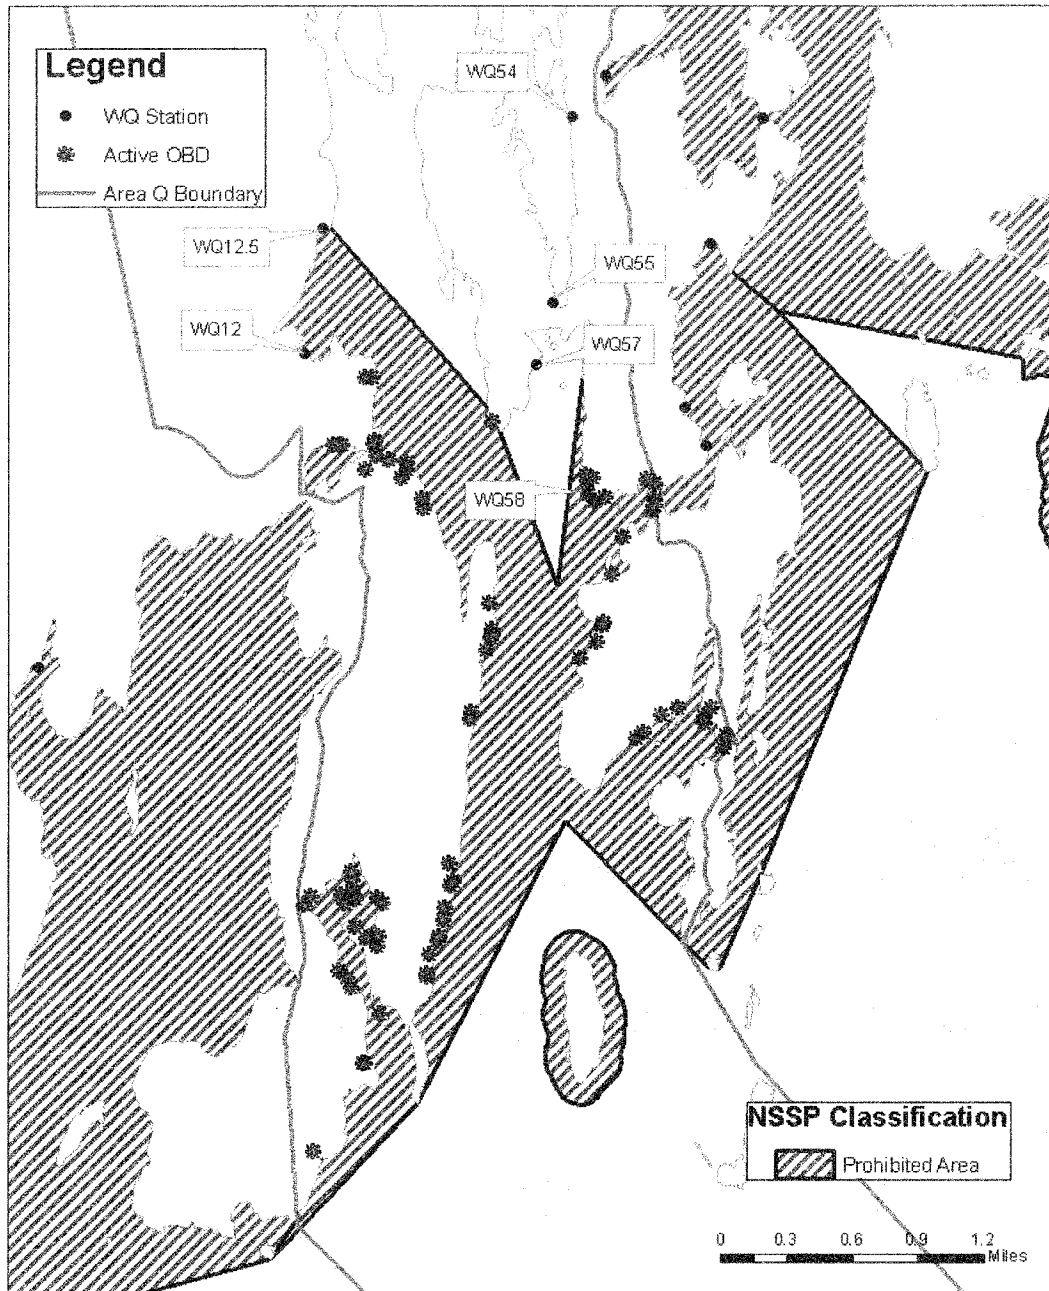 Legend
WQ Station
Active OBD
Area Q Boundary
WQ54
WQ12.5
WQ55
WQ12
WQ57
WQ58
NSSP Classification
Prohibited Area
0 0.3 0.6 0.9 1.2
Miles